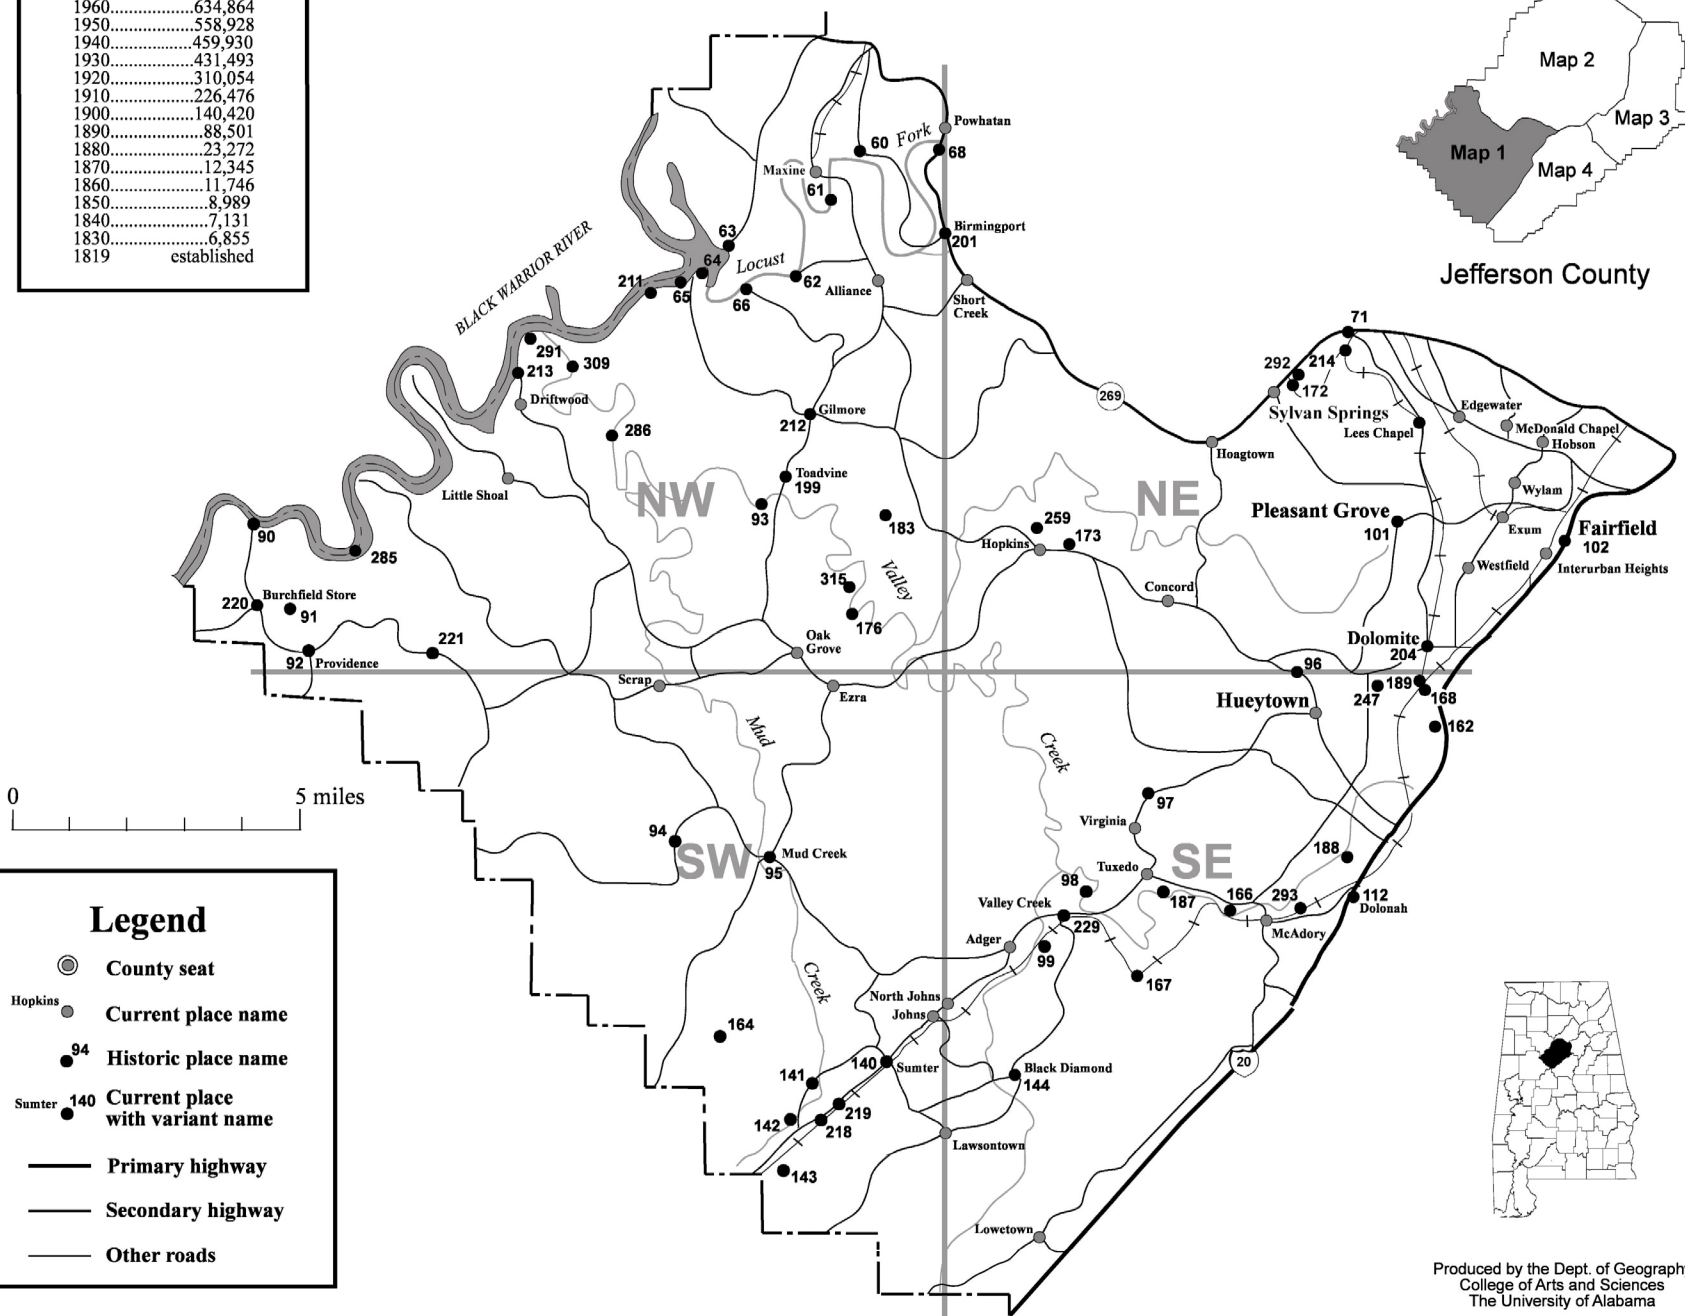 1960.................634,864
1950.................558,928
1940.................459,930
1930.................431,493
1920.................310,054
1910.................226,476
1900.................140,420
1890...................88,501
1880...................23,272
1870...................12,345
1860...................11,746
1850.....................8,989
1840.....................7,131
1830.....................6,855
1819 established
Map 2
Map 3
Map 1
Map 4
Jefferson County
Powhatan
60
Fork
68
Maxine
61
Birmingport
201
BLACK WARRIOR RIVER
63
64
Locust
62
211
65
66
Alliance
Short
Creek
71
291
309
213
292
214
172
269
Driftwood
Gilmore
212
Sylvan Springs
Edgewater
Lees Chapel
McDonald Chapel
Hobson
286
Hoagtown
Toadvine
199
Little Shoal
NW
NE
93
183
Wylam
Pleasant Grove
101
90
259
173
Hopkins
Exum
Fairfield
102
285
Westfield
Interurban Heights
315
Valley
Concord
Burchfield Store
220
91
176
221
Oak
Grove
Dolomite
204
92
Providence
96
Scrap
Ezra
247
189
168
Hueytown
162
Mud
Creek
0
5 miles
97
Virginia
94
SW
Mud Creek
95
188
Tuxedo
SE
98
187
166
293
112
Dolonah
Valley Creek
229
McAdory
Adger
99
167
Legend
County seat
Hopkins
Current place name
94
Historic place name
Sumter
140
Current place
with variant name
Primary highway
Secondary highway
Other roads
Creek
North Johns
Johns
164
140
Sumter
141
Black Diamond
144
20
219
142
218
Lawsontown
143
Lowetown
Produced by the Dept. of Geography
College of Arts and Sciences
The University of Alabama